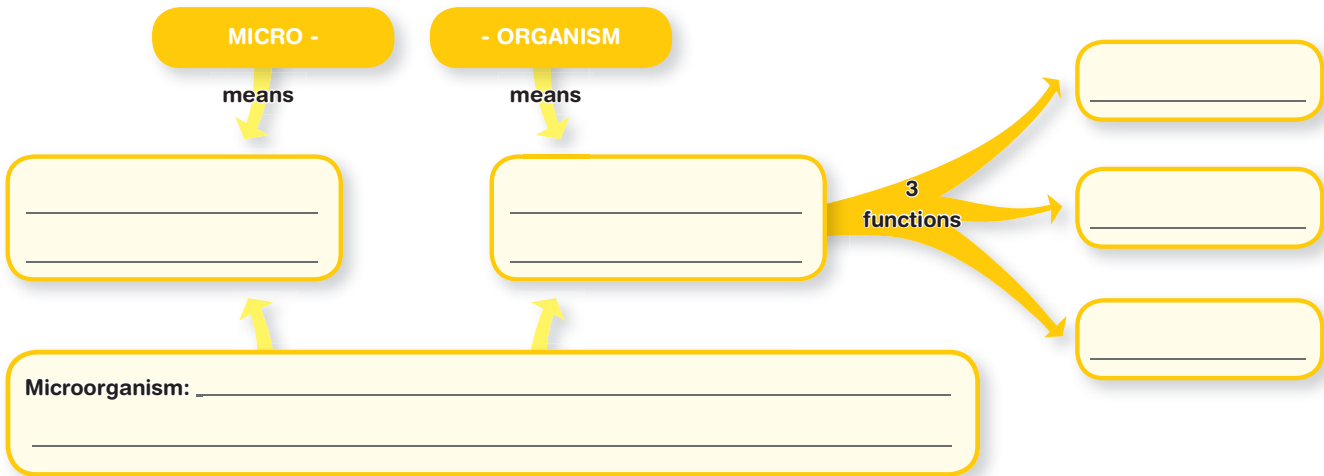 MICRO -
- ORGANISM
means
means
3
functions
Microorganism: